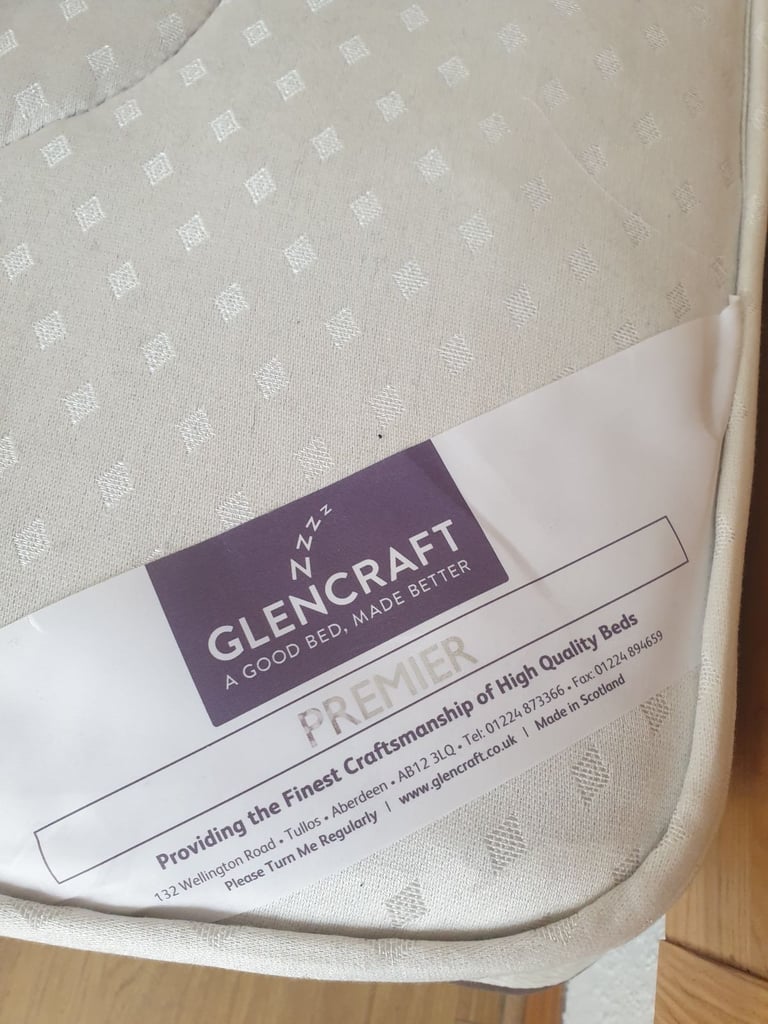 zzzz
GLENCRAFT
A GOOD BED, MADE BETTER
PREMIER
Providing the Finest Craftsmanship of High Quality Beds
132 Wellington Road • Tullos • Aberdeen • AB12 3LQ • Tel: 01224 873366 • Fax: 01224 894659
Please Turn Me Regularly | www.glencraft.co.uk | Made in Scotland